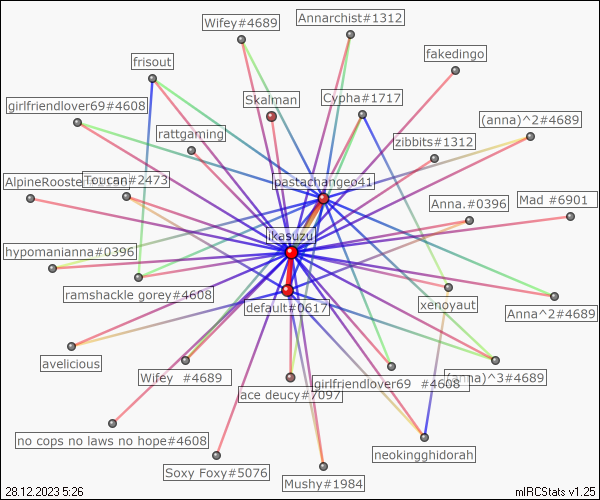 Wifey#4689
Annarchist#1312
fakedingo
frisout
Skalman
Cypha#1717
girlfriendlover69#4608
(anna)^2#4689
rattgaming
zibbits#1312
AlpineRooste
Toucan#2473
pastachangeo41
Anna.#0396
Mad #6901
ikasuzu
hypomanianna#0396
ramshackle gorey#4608
default#0617
xenoyaut
Anna^2#4689
avelicious
Wifey #4689
ace deucy#7097
girlfriendlover69 #4608
(anna)^3#4689
no cops no laws no hope#4608
neokingghidorah
Soxy Foxy#5076
Mushy#1984
28.12.2023 5:26
mIRCStats v1.25